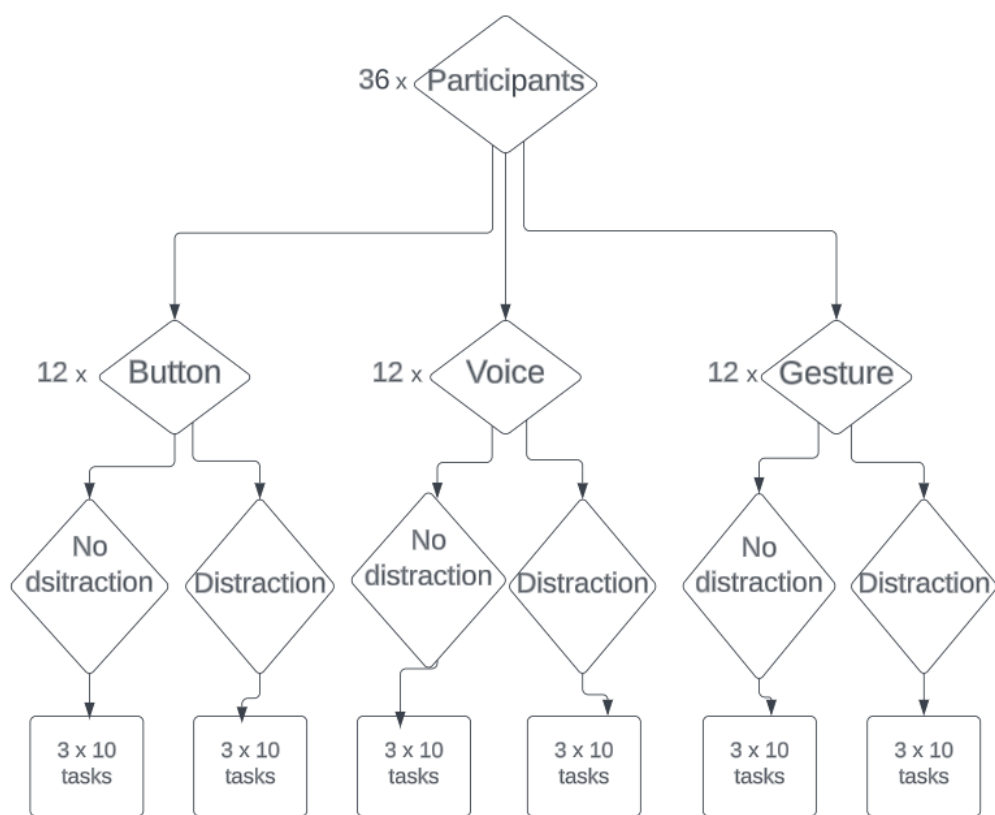 36 x Participants
12 x Button
12 x Voice
12 x Gesture
No
dsitraction
Distraction
No
distraction
Distraction
No
distraction
Distraction
3 x 10
tasks
3 x 10
tasks
3 x 10
tasks
3 x 10
tasks
3 x 10
tasks
3 x 10
tasks